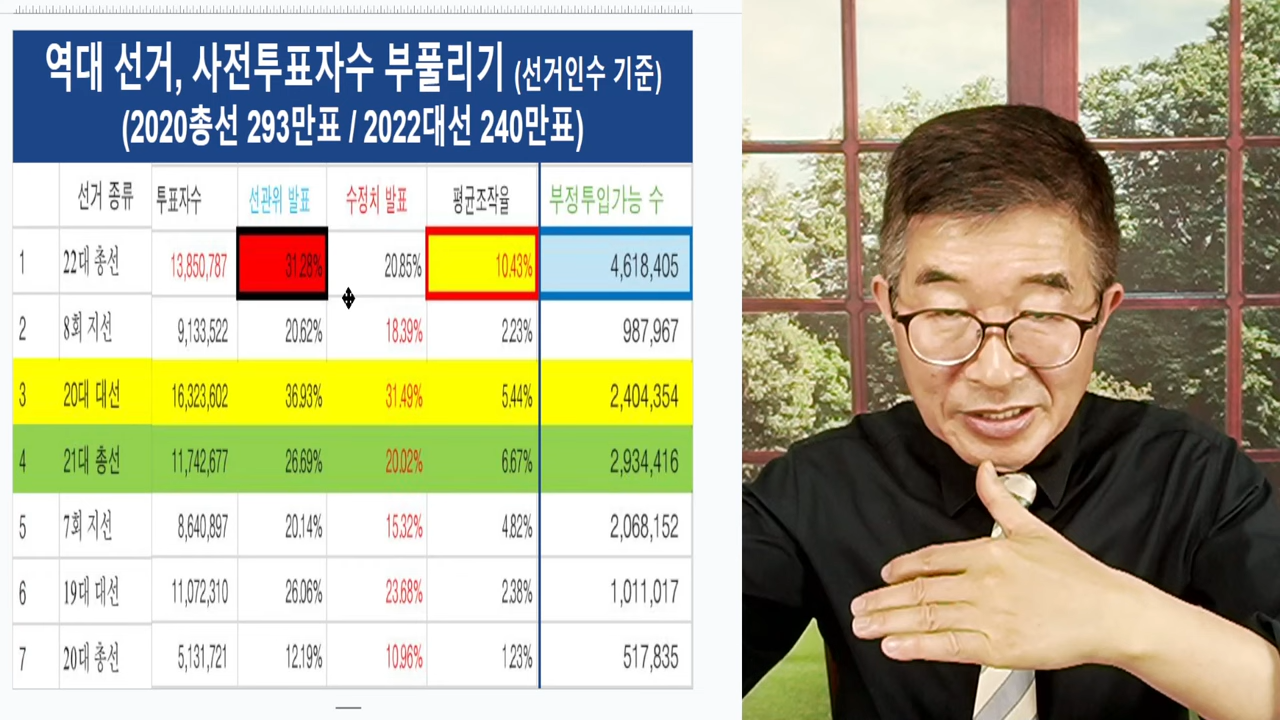 역대 선거, 사전투표자수 부풀리기 (선거인수 기준)
(2020총선 293만표 / 2022대선 240만표)
선거 종류 투표자수 선관위 발표 수정치 발표 평균조작율 부정투입가능 수
1 22대 총선 13,850,787 31.28% 20.85% 10.43% 4,618,405
2 8회 지선 9,133,522 20.62% 18.39% 2.23% 987,967
3 20대 대선 16,323,602 36.93% 31.49% 5.44% 2,404,354
4 21대 총선 11,742,677 26.69% 20.02% 6.67% 2,934,416
5 7회 지선 8,640,897 20.14% 15.32% 4.82% 2,068,152
6 19대 대선 11,072,310 26.06% 23.68% 2.38% 1,011,017
7 20대 총선 5,131,721 12.19% 10.96% 1.23% 517,835